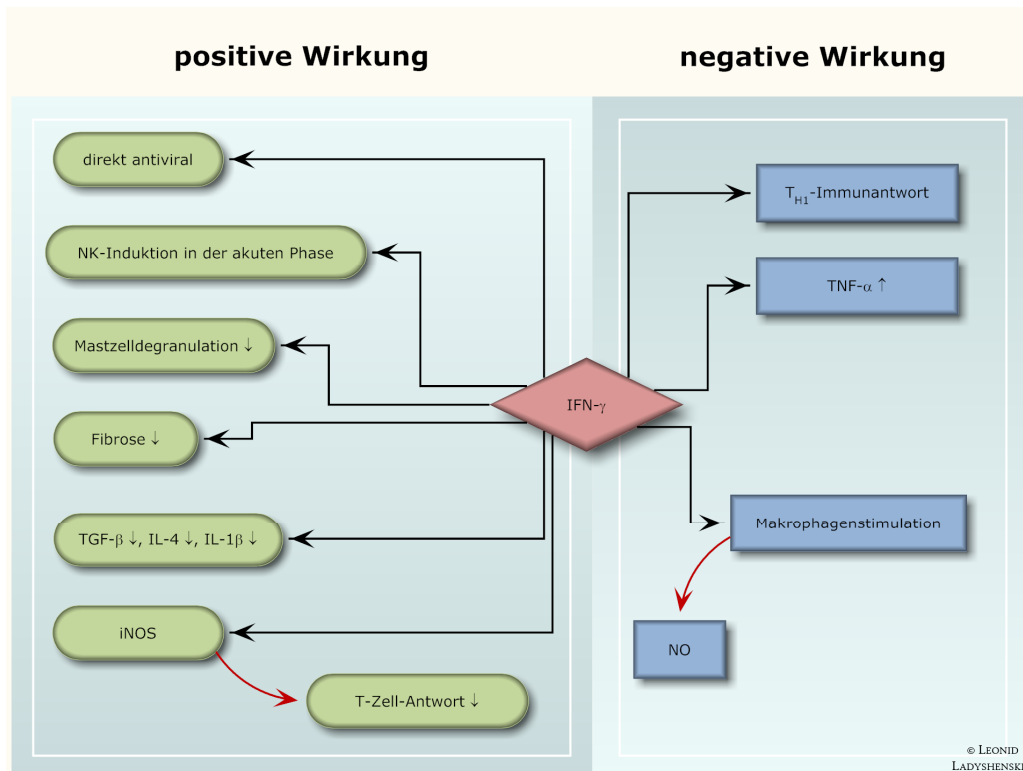 positive Wirkung
negative Wirkung
direkt antiviral
NK-Induktion in der akuten Phase
Mastzelldegranulation ↓
Fibrose ↓
TGF-β ↓, IL-4 ↓, IL-1β ↓
iNOS
T-Zell-Antwort ↓
IFN-γ
TH1-Immunantwort
TNF-α ↑
Makrophagenstimulation
NO
© Leonid
Ladyshenski